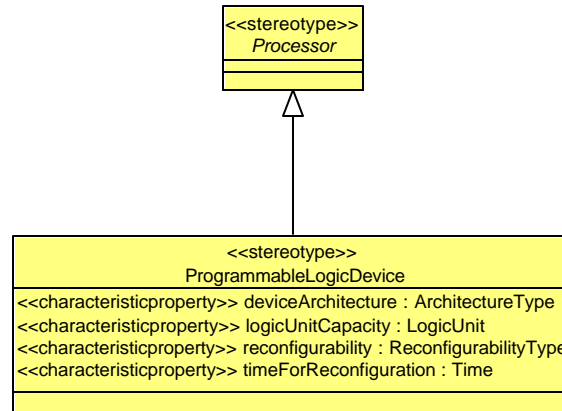 <<stereotype>>
Processor
<<stereotype>>
ProgrammableLogicDevice
<<characteristicproperty>> deviceArchitecture : ArchitectureType
<<characteristicproperty>> logicUnitCapacity : LogicUnit
<<characteristicproperty>> reconfigurability : ReconfigurabilityType
<<characteristicproperty>> timeForReconfiguration : Time